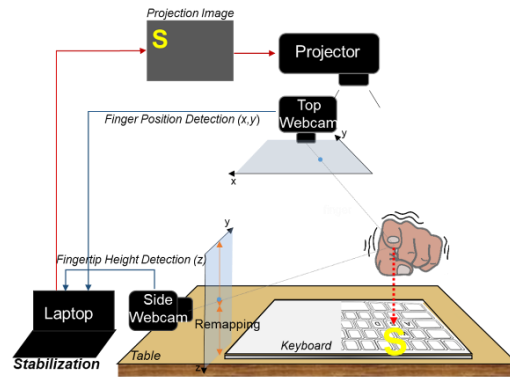 Projection Image
S
Projector
Top
Webcam
Finger Position Detection (x,y)
y
x
y
Fingertip Height Detection (z)
Laptop
Side
Webcam
Remapping
Keyboard
S
Stabilization
Table
z